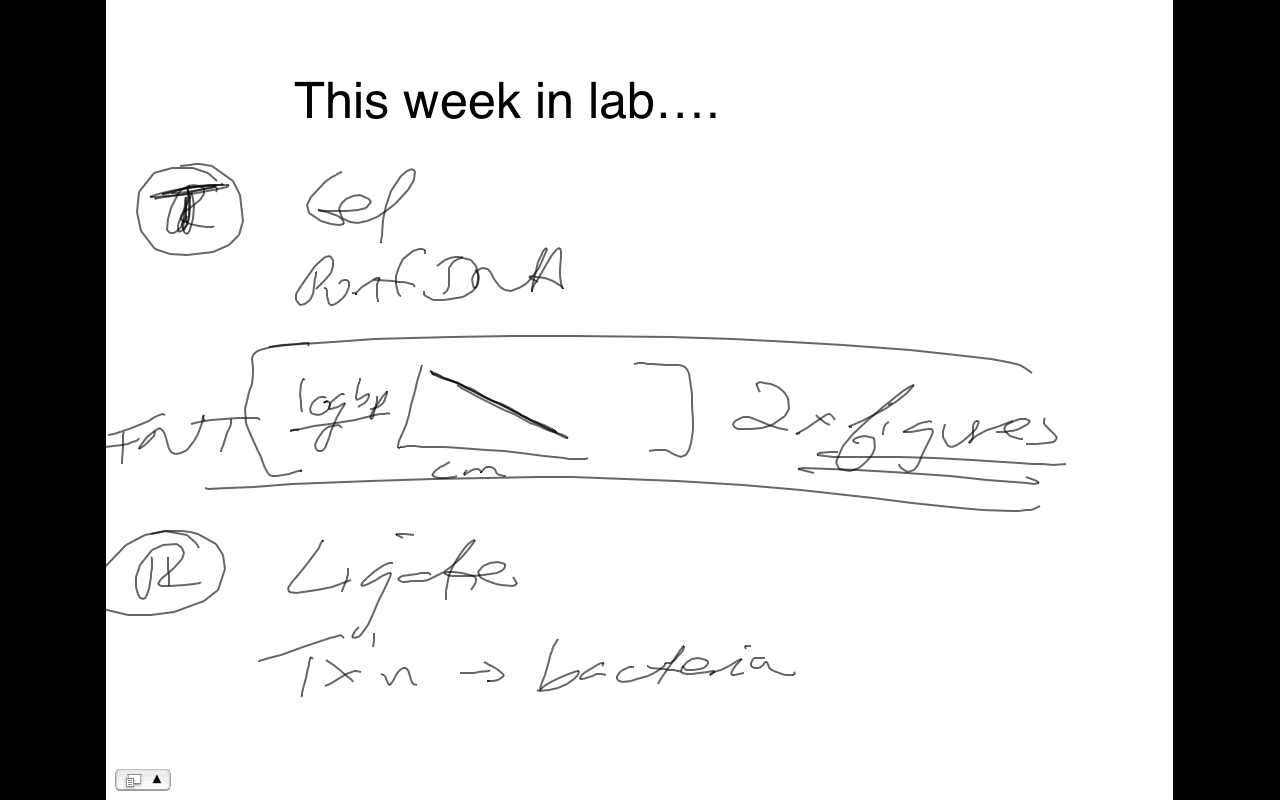 This week in lab....
T Gel
Purif DNA
FNT [ log bp cm ] 2x figures
R Ligate
Tx'n → bacteria